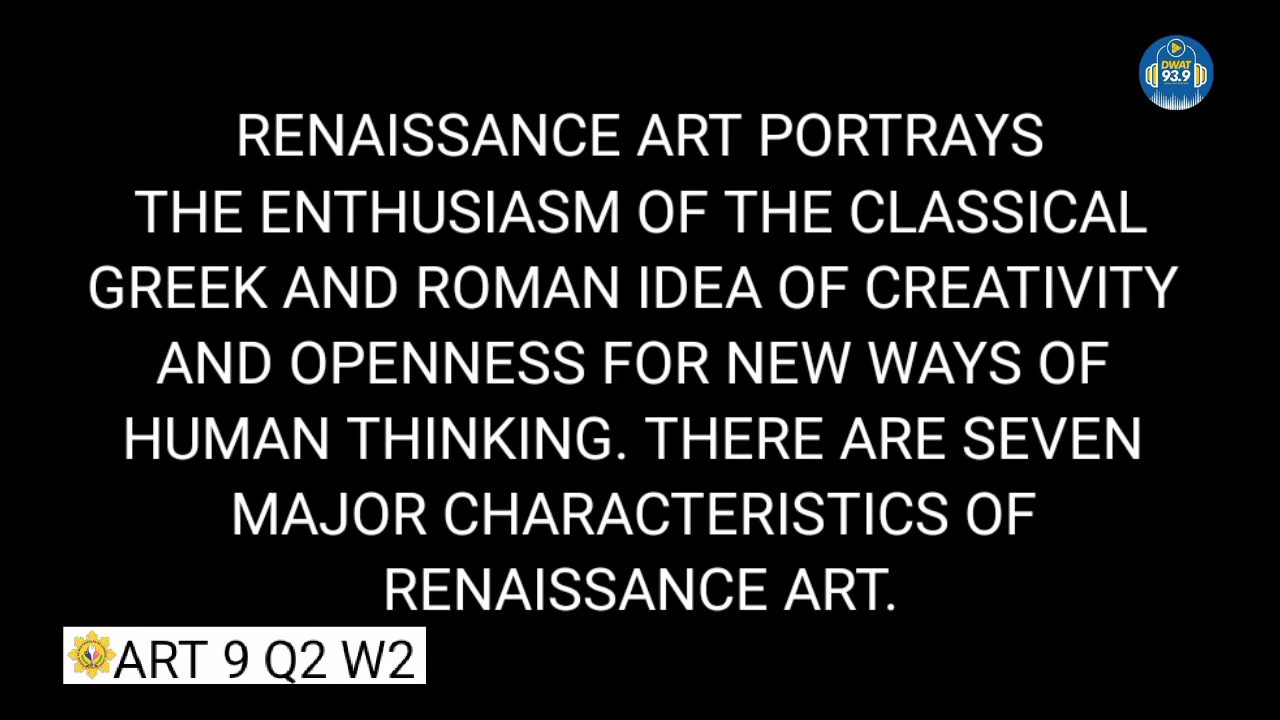 DWAT
93.9
RENAISSANCE ART PORTRAYS
THE ENTHUSIASM OF THE CLASSICAL
GREEK AND ROMAN IDEA OF CREATIVITY
AND OPENNESS FOR NEW WAYS OF
HUMAN THINKING. THERE ARE SEVEN
MAJOR CHARACTERISTICS OF
RENAISSANCE ART.
ART 9 Q2 W2